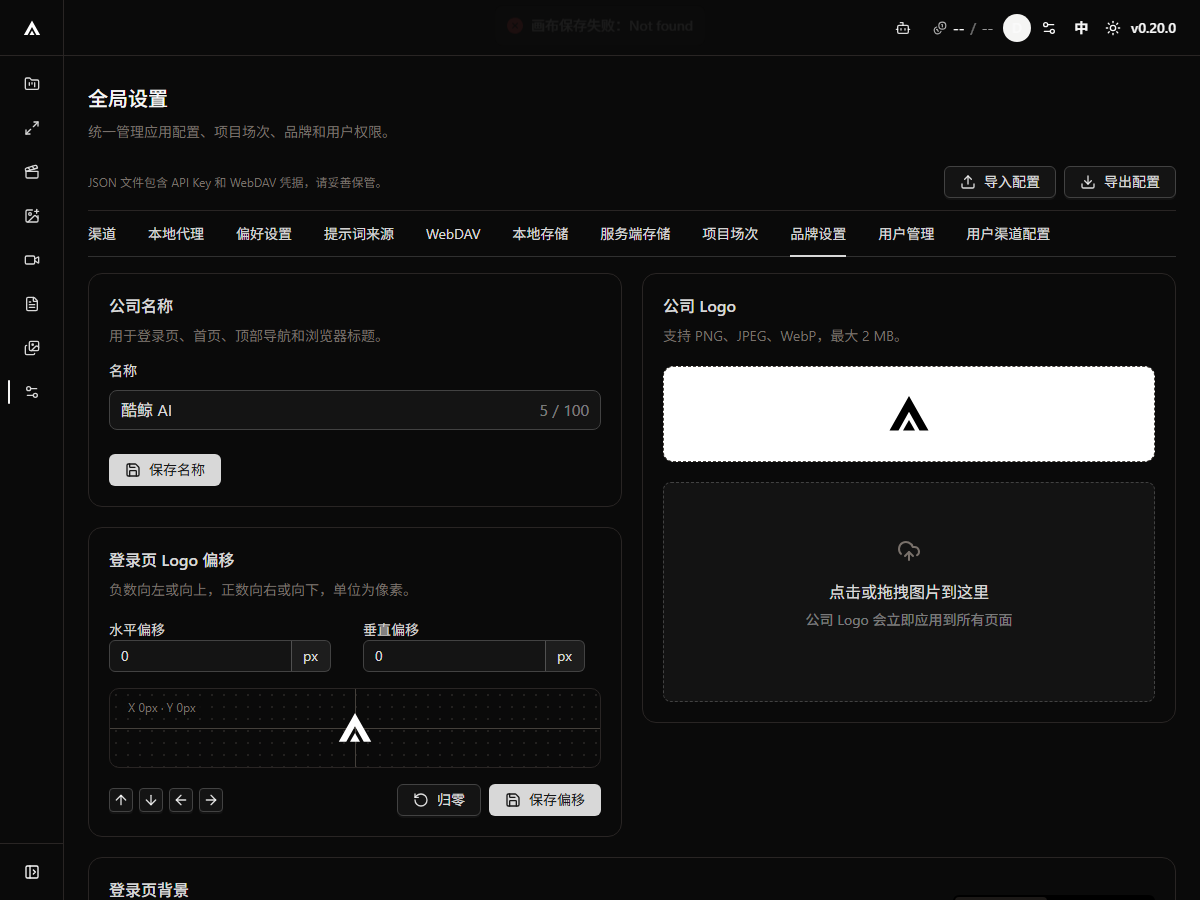 画布保存失败：Not found
-- / --
中
v0.20.0
全局设置
统一管理应用配置、项目场次、品牌和用户权限。
JSON 文件包含 API Key 和 WebDAV 凭据，请妥善保管。
导入配置
导出配置
渠道
本地代理
偏好设置
提示词来源
WebDAV
本地存储
服务端存储
项目场次
品牌设置
用户管理
用户渠道配置
公司名称
用于登录页、首页、顶部导航和浏览器标题。
名称
酷鲸 AI
5 / 100
保存名称
公司 Logo
支持 PNG、JPEG、WebP，最大 2 MB。
点击或拖拽图片到这里
公司 Logo 会立即应用到所有页面
登录页 Logo 偏移
负数向左或向上，正数向右或向下，单位为像素。
水平偏移
垂直偏移
0
px
0
px
X 0px · Y 0px
归零
保存偏移
登录页背景